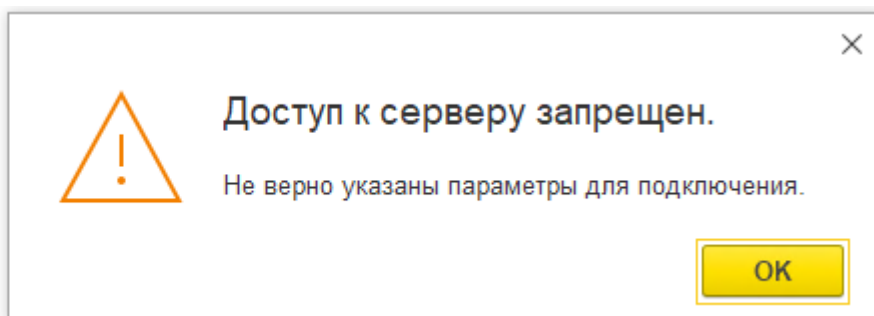 Доступ к серверу запрещен.
Не верно указаны параметры для подключения.
OK